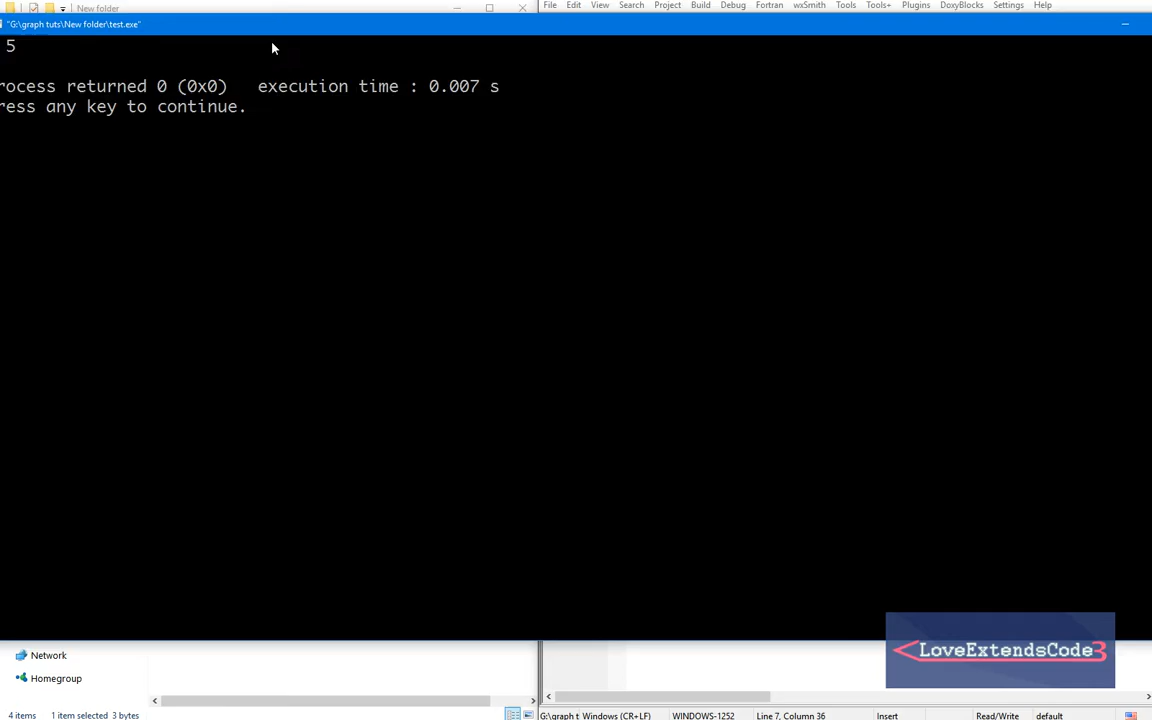 New folder
File Edit View Search Project Build Debug Fortran wxSmith Tools Tools+ Plugins DoxyBlocks Settings Help
"G:\graph tuts\New folder\test.exe"
5
rocess returned 0 (0x0) execution time : 0.007 s
ress any key to continue.
<LoveExtendsCode3
Network
Homegroup
4 items 1 item selected 3 bytes
G:\graph t Windows (CR+LF) WINDOWS-1252 Line 7, Column 36 Insert Read/Write default